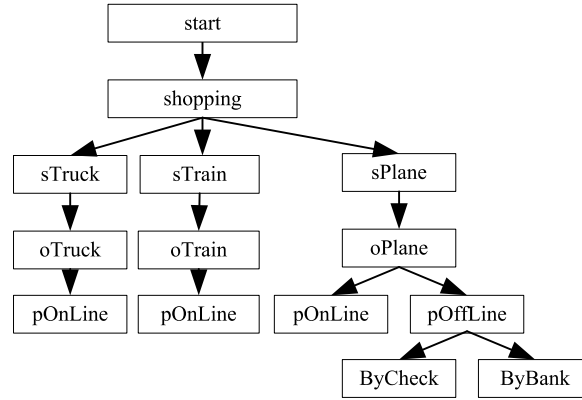 start
shopping
sTruck sTrain sPlane
oTruck oTrain oPlane
pOnLine pOnLine pOnLine pOffLine
ByCheck ByBank